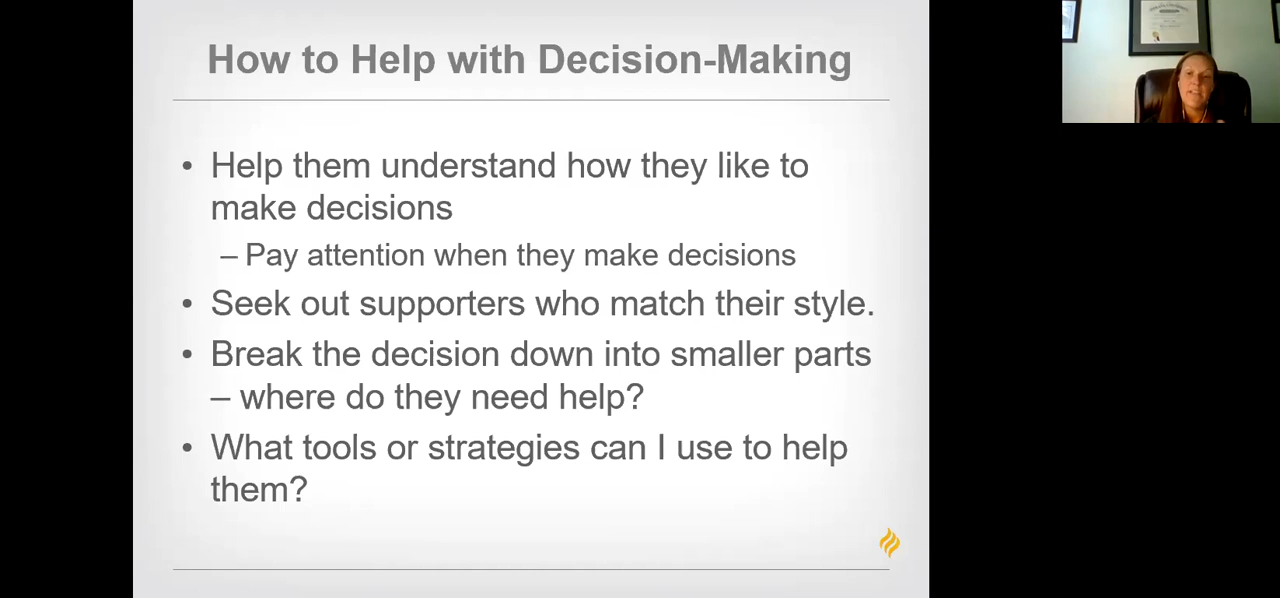 How to Help with Decision-Making
• Help them understand how they like to
make decisions
– Pay attention when they make decisions
• Seek out supporters who match their style.
• Break the decision down into smaller parts
– where do they need help?
• What tools or strategies can I use to help
them?